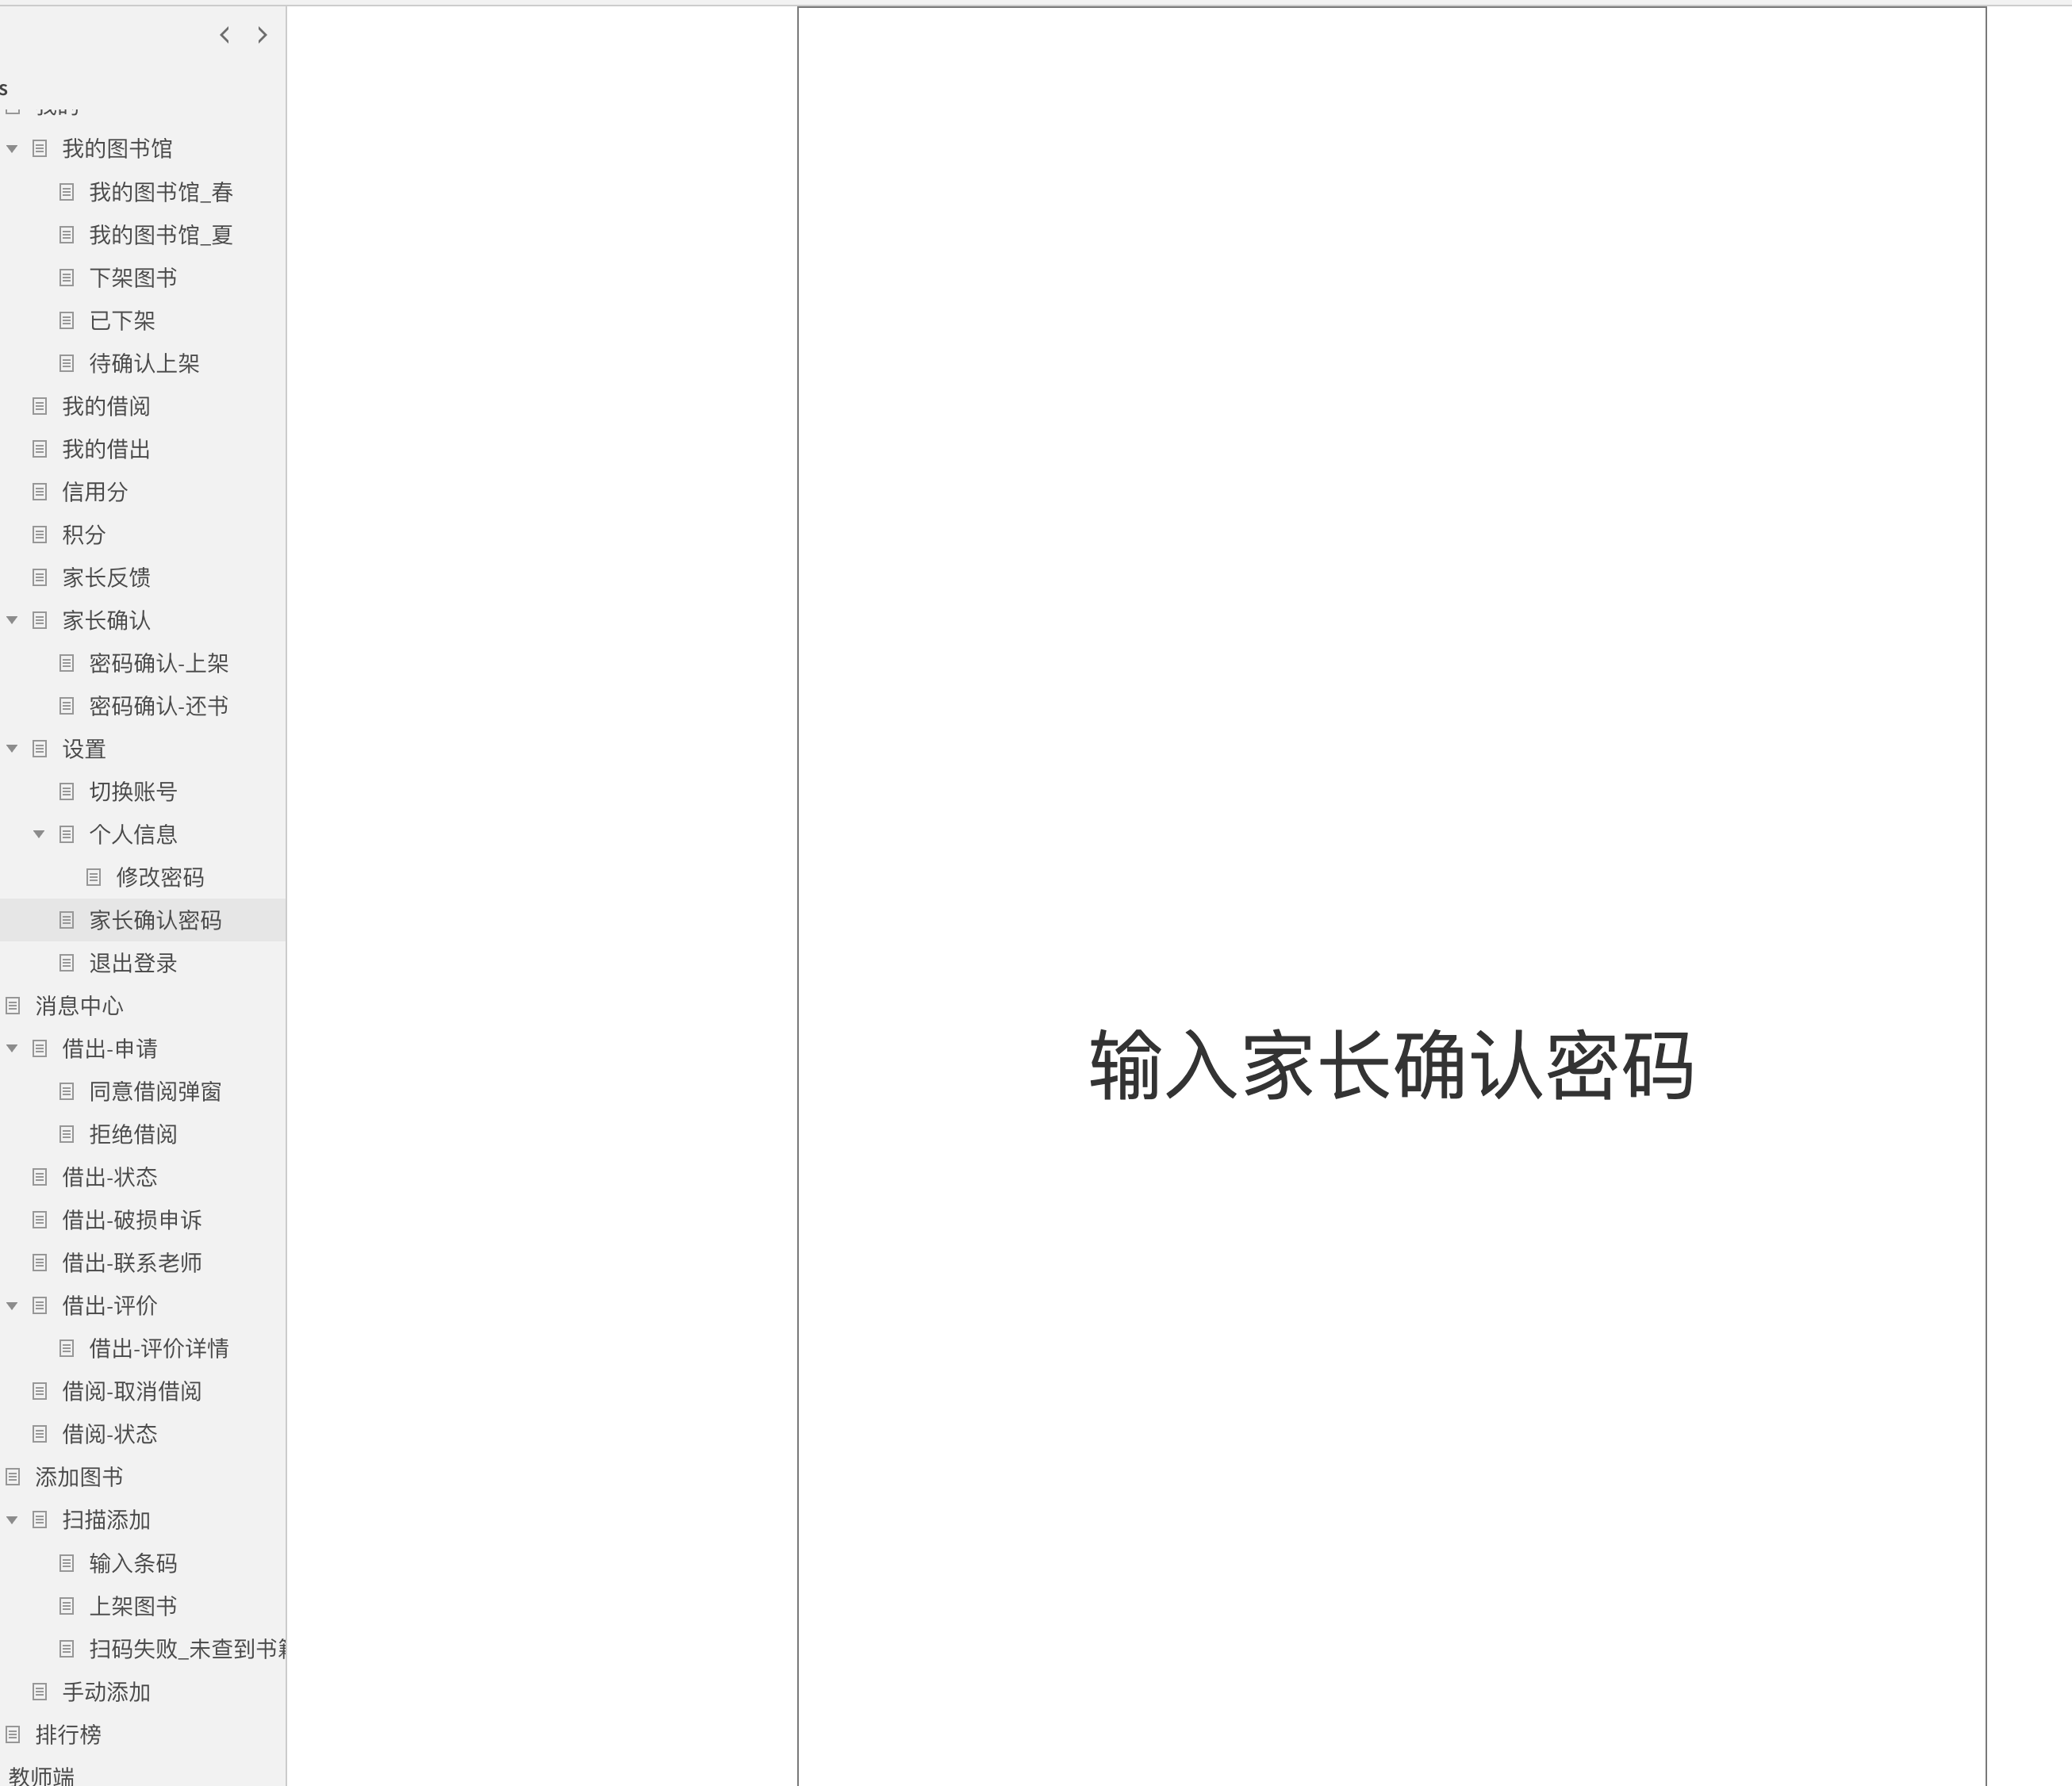 s
我的
我的图书馆
我的图书馆_春
我的图书馆_夏
下架图书
已下架
待确认上架
我的借阅
我的借出
信用分
积分
家长反馈
家长确认
密码确认-上架
密码确认-还书
设置
切换账号
个人信息
修改密码
家长确认密码
退出登录
消息中心
借出-申请
同意借阅弹窗
拒绝借阅
借出-状态
借出-破损申诉
借出-联系老师
借出-评价
借出-评价详情
借阅-取消借阅
借阅-状态
添加图书
扫描添加
输入条码
上架图书
扫码失败_未查到书籍
手动添加
排行榜
教师端
输入家长确认密码